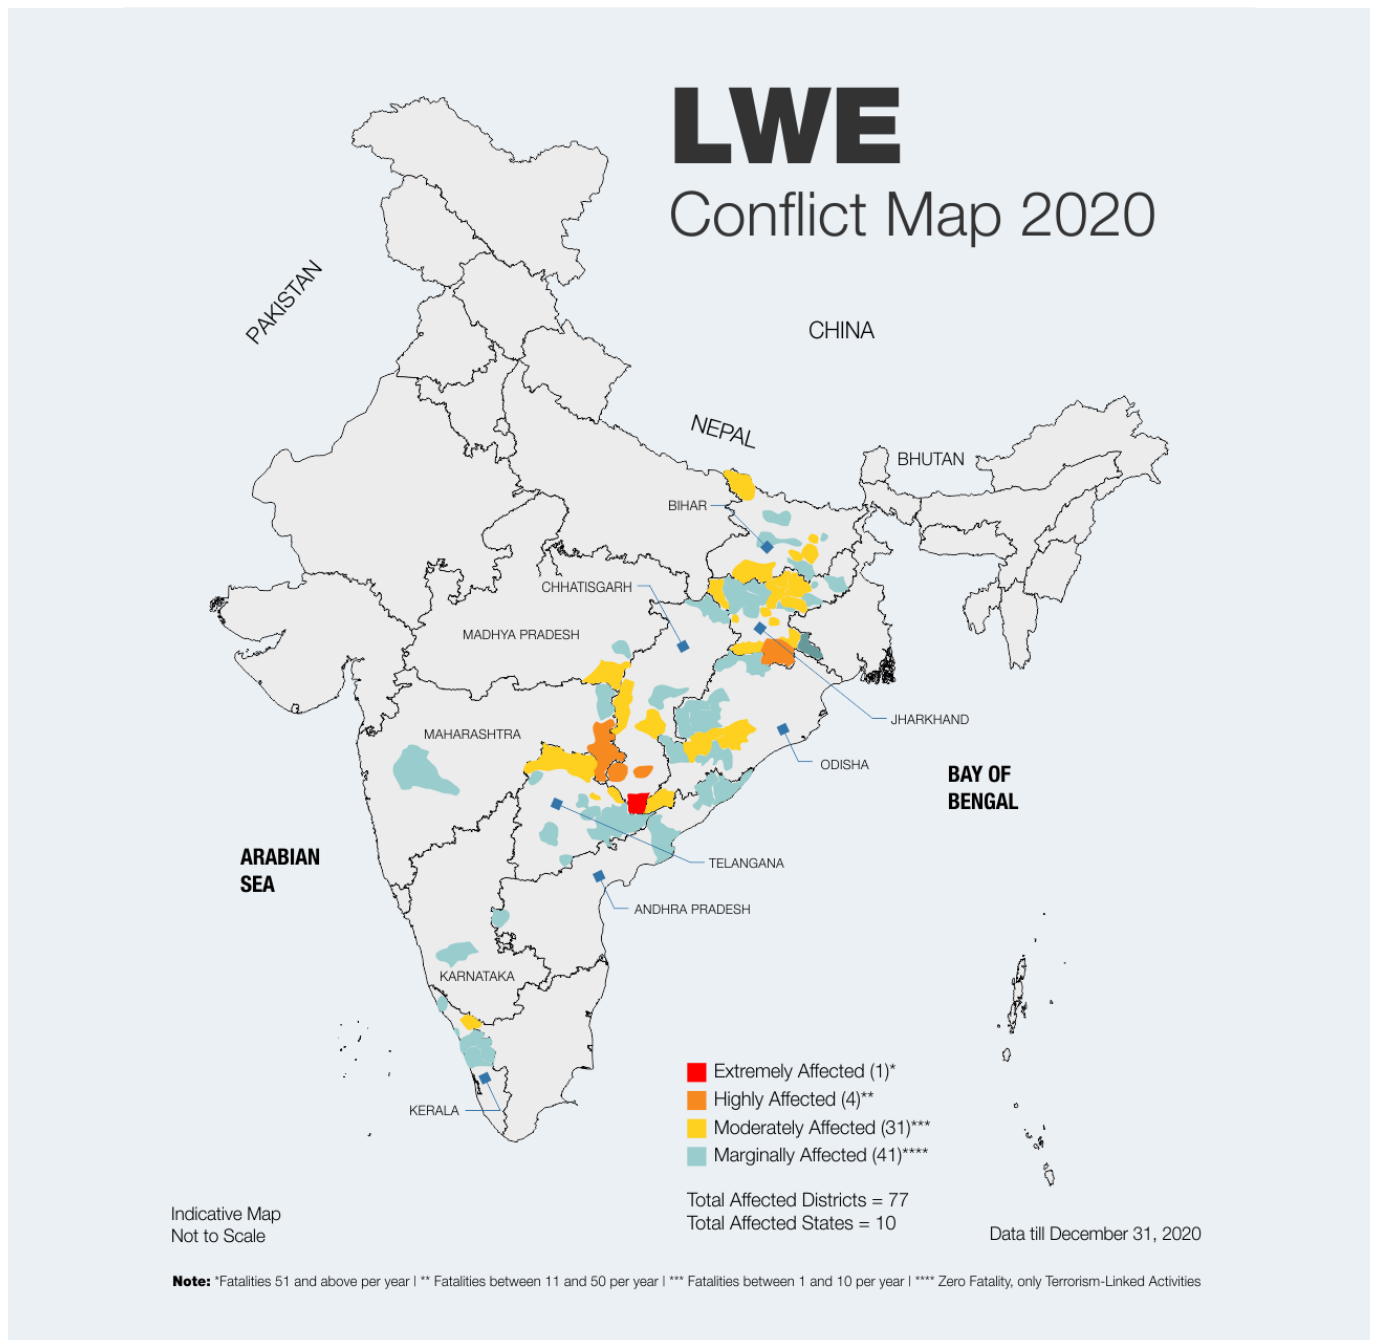 LWE
Conflict Map 2020
PAKISTAN
CHINA
NEPAL
BHUTAN
BIHAR
CHHATISGARH
MADHYA PRADESH
JHARKHAND
MAHARASHTRA
ODISHA
BAY OF
BENGAL
ARABIAN
SEA
TELANGANA
ANDHRA PRADESH
KARNATAKA
KERALA
Extremely Affected (1)*
Highly Affected (4)**
Moderately Affected (31)***
Marginally Affected (41)****
Total Affected Districts = 77
Total Affected States = 10
Indicative Map
Not to Scale
Data till December 31, 2020
Note: *Fatalities 51 and above per year | ** Fatalities between 11 and 50 per year | *** Fatalities between 1 and 10 per year | **** Zero Fatality, only Terrorism-Linked Activities